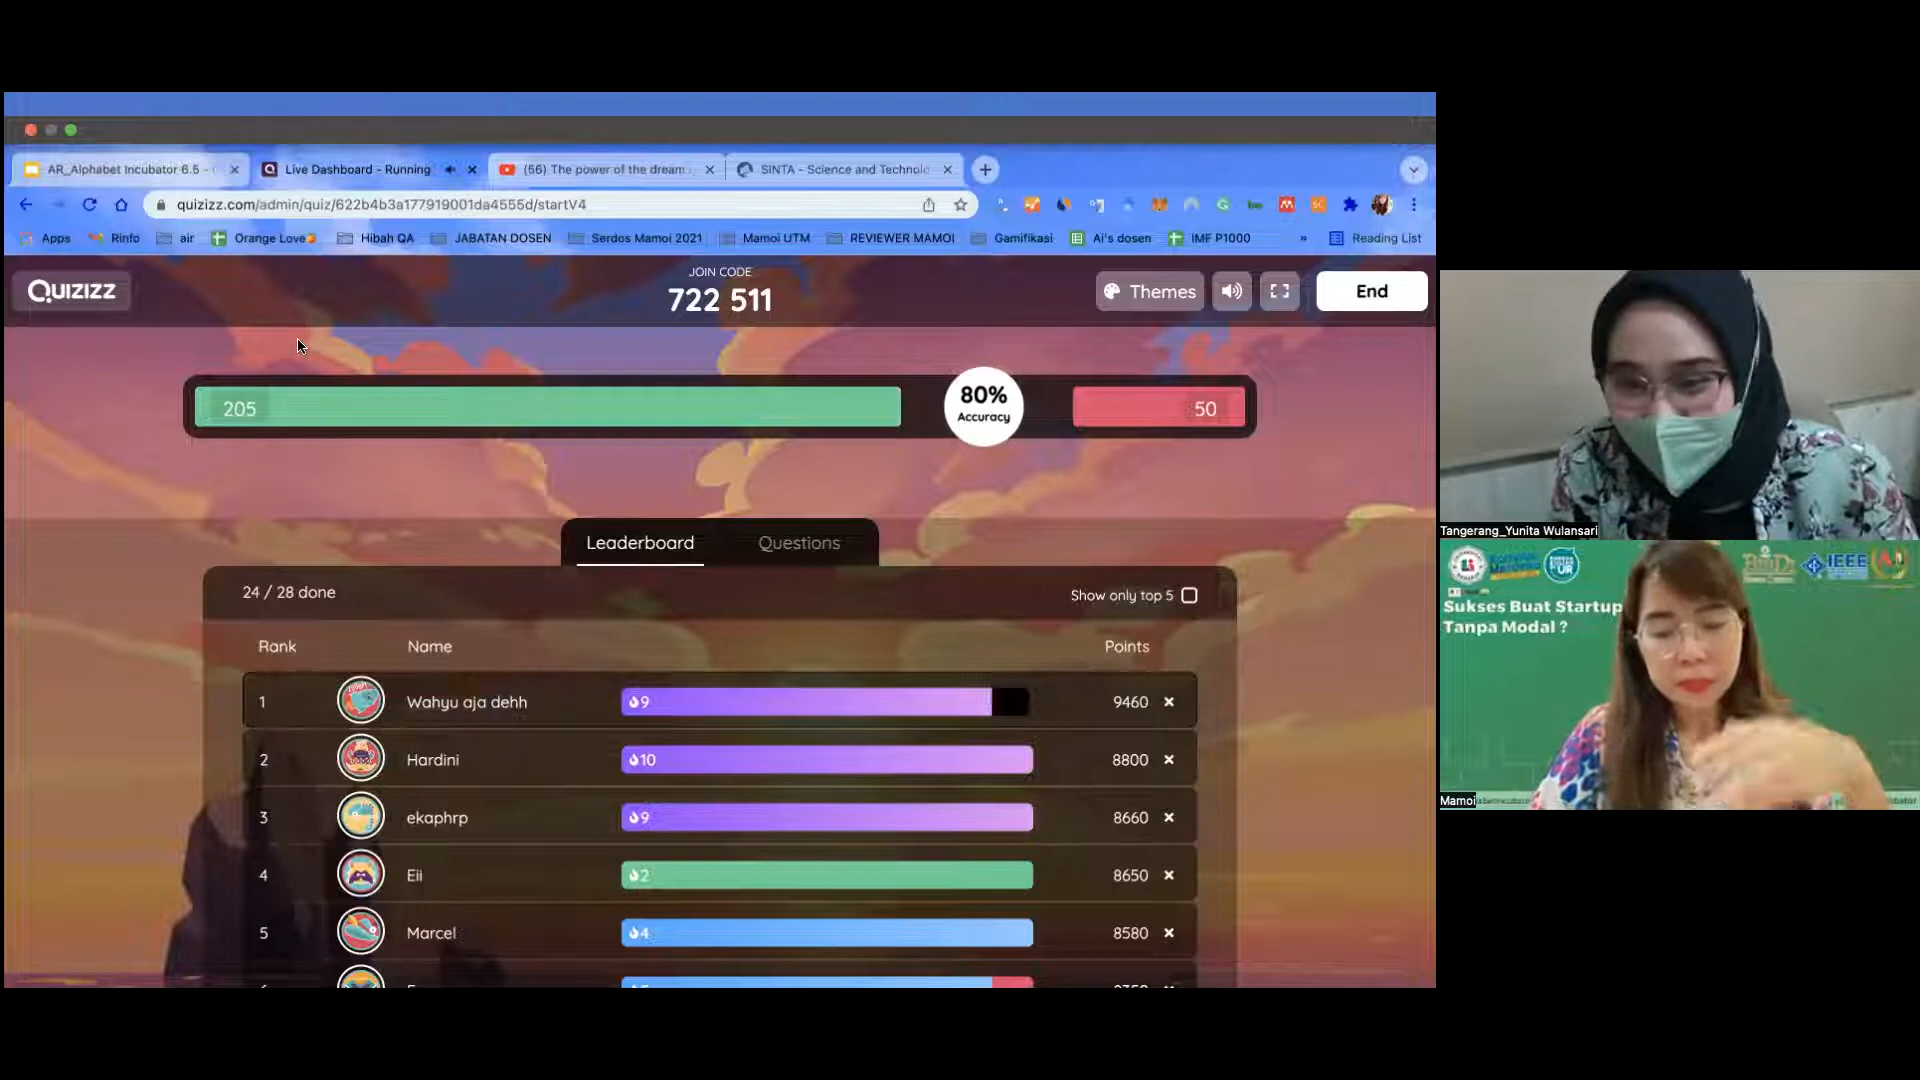 AR_Alphabet Incubator 6.5 -
Live Dashboard - Running
(56) The power of the dream
SINTA - Science and Technolo
quizizz.com/admin/quiz/622b4b3a177919001da4555d/startV4
Apps
Rinfo
air
Orange Love
Hibah QA
JABATAN DOSEN
Serdos Mamoi 2021
Mamoi UTM
REVIEWER MAMOI
Gamifikasi
Ai's dosen
IMF P1000
»
Reading List
QUIZIZZ
JOIN CODE
722 511
Themes
End
205
80%
Accuracy
50
Leaderboard
Questions
24 / 28 done
Show only top 5
Rank Name Points
1 Wahyu aja dehh 9 9460
2 Hardini 10 8800
3 ekaphrp 9 8660
4 Eii 2 8650
5 Marcel 4 8580
Tangerang_Yunita Wulansari
IEEE
Sukses Buat Startup
Tanpa Modal ?
Mamoi